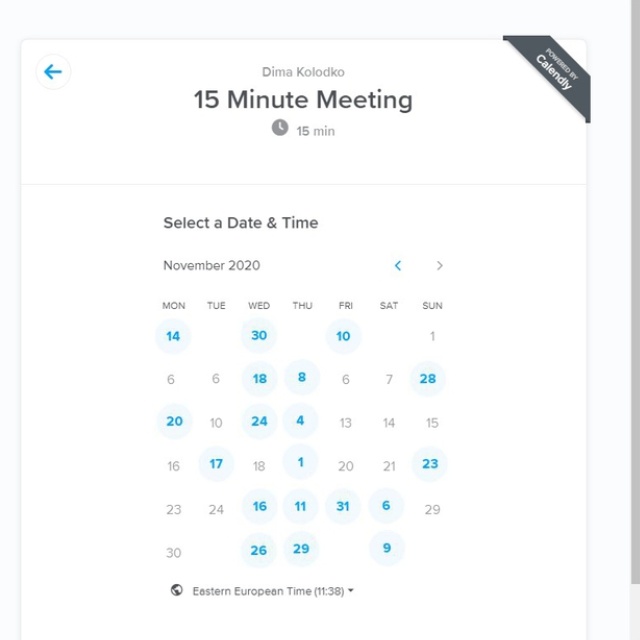 POWERED BY
Calendly
Dima Kolodko
15 Minute Meeting
15 min
Select a Date & Time
November 2020
MON TUE WED THU FRI SAT SUN
14 30 10 1
6 6 18 8 6 7 28
20 10 24 4 13 14 15
16 17 18 1 20 21 23
23 24 16 11 31 6 29
30 26 29 9
Eastern European Time (11:38)